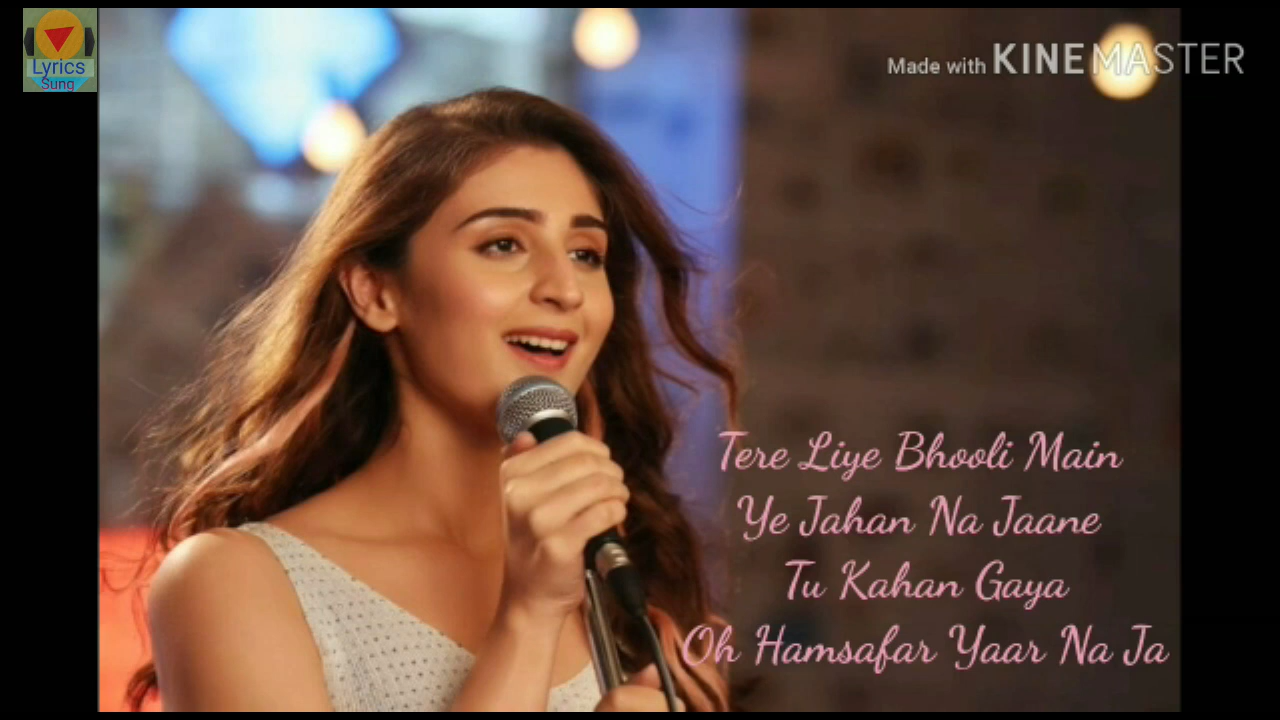 Lyrics
Sung
Made with KINEMASTER
Tere Liye Bhooli Main
Ye Jahan Na Jaane
Tu Kahan Gaya
Oh Hamsafar Yaar Na Ja